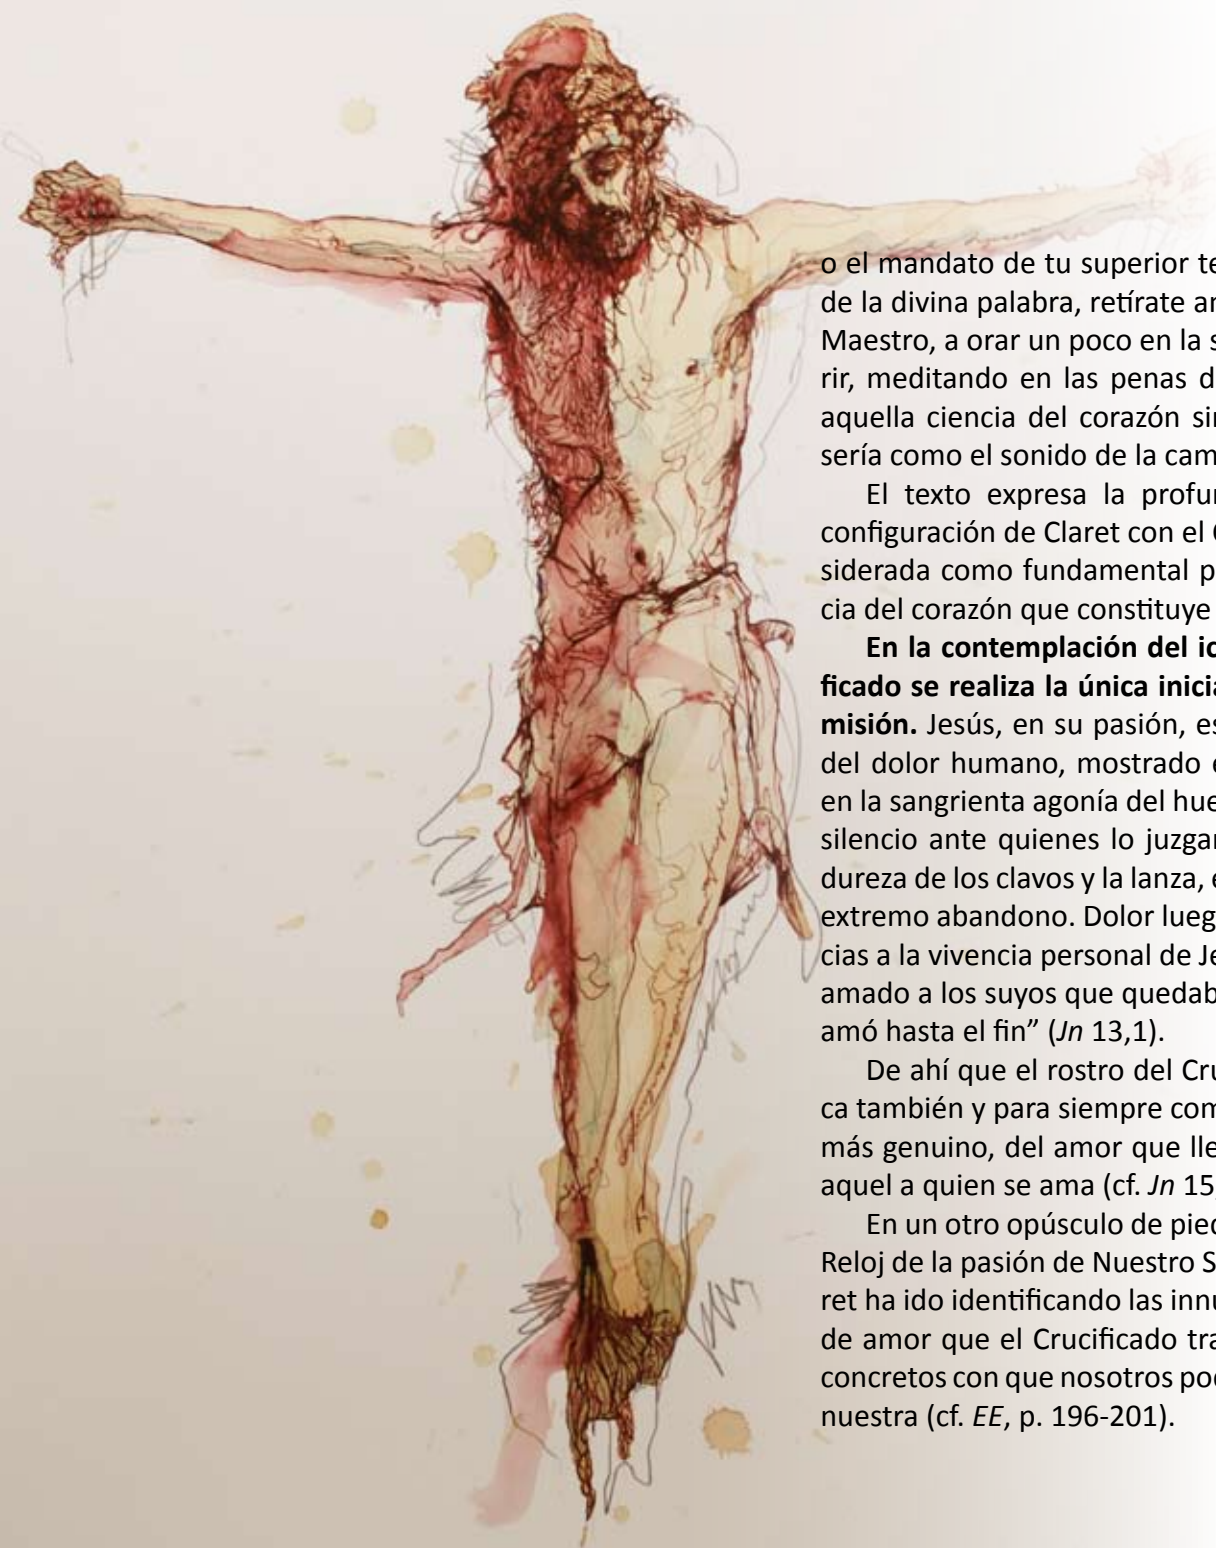 o el mandato de tu superior te
de la divina palabra, retírate an
Maestro, a orar un poco en la s
rir, meditando en las penas d
aquella ciencia del corazón sin
sería como el sonido de la cam
El texto expresa la profun
configuración de Claret con el C
siderada como fundamental p
cia del corazón que constituye
En la contemplación del ic
ficado se realiza la única inicia
misión. Jesús, en su pasión, es
del dolor humano, mostrado e
en la sangrienta agonía del hue
silencio ante quienes lo juzgan
dureza de los clavos y la lanza, e
extremo abandono. Dolor lueg
cias a la vivencia personal de Je
amado a los suyos que quedab
amó hasta el fin” (Jn 13,1).
De ahí que el rostro del Cru
ca también y para siempre com
más genuino, del amor que lle
aquel a quien se ama (cf. Jn 15,
En un otro opúsculo de pied
Reloj de la pasión de Nuestro S
ret ha ido identificando las innu
de amor que el Crucificado tra
concretos con que nosotros pod
nuestra (cf. EE, p. 196-201).